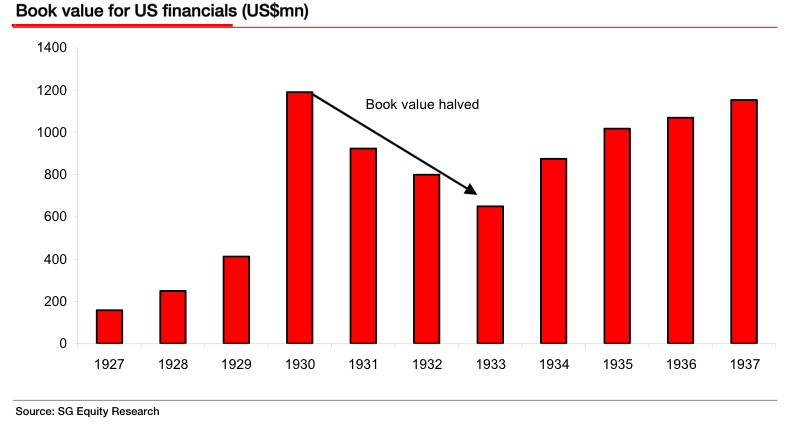 Book value for US financials (US$mn)
1400
1200
1000
800
600
400
200
0
Book value halved
1927 1928 1929 1930 1931 1932 1933 1934 1935 1936 1937
Source: SG Equity Research